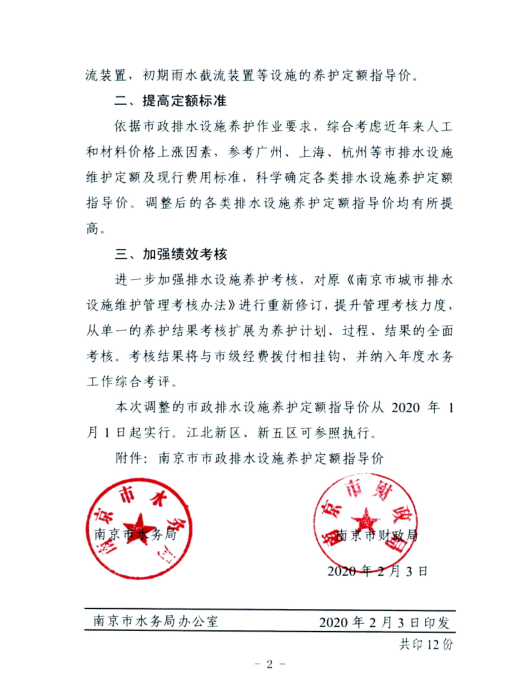 流装置，初期雨水截流装置等设施的养护定额指导价。
二、提高定额标准
依据市政排水设施养护作业要求，综合考虑近年来人工
和材料价格上涨因素，参考广州、上海、杭州等市排水设施
维护定额及现行费用标准，科学确定各类排水设施养护定额
指导价。调整后的各类排水设施养护定额指导价均有所提
高。
三、加强绩效考核
进一步加强排水设施养护考核，对原《南京市城市排水
设施维护管理考核办法》进行重新修订，提升管理考核力度，
从单一的养护结果考核扩展为养护计划、过程、结果的全面
考核。考核结果将与市级经费拨付相挂钩，并纳入年度水务
工作综合考评。
本次调整的市政排水设施养护定额指导价从 2020 年 1
月 1 日起实行。江北新区、新五区可参照执行。
附件：南京市市政排水设施养护定额指导价
南京市水务局
南京市财政局
南京市水务局
南京市财政局
2020 年 2 月 3 日
南京市水务局办公室 2020 年 2 月 3 日印发
共印 12 份
- 2 -